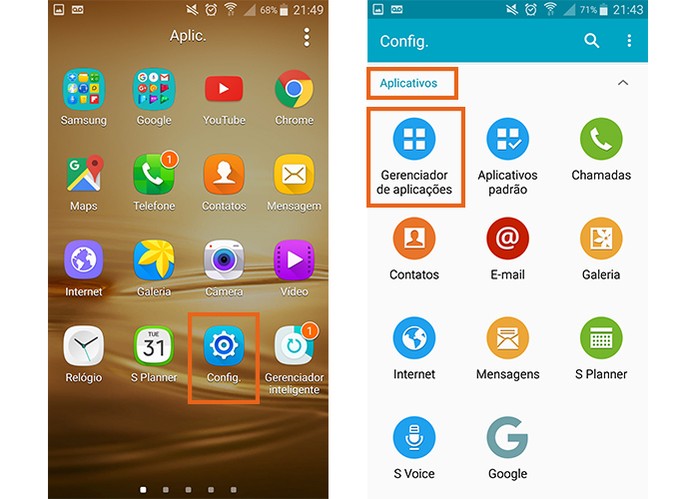 68% 21:49
Aplic.
Samsung Google YouTube Chrome
1
Maps Telefone Contatos Mensagem
Internet Galeria Câmera Vídeo
TUE
31
1
Relógio S Planner Config. Gerenciador
inteligente
71% 21:43
Config.
Aplicativos
Gerenciador
de aplicações
Aplicativos
padrão
Chamadas
Contatos E-mail Galeria
Internet Mensagens S Planner
S Voice Google